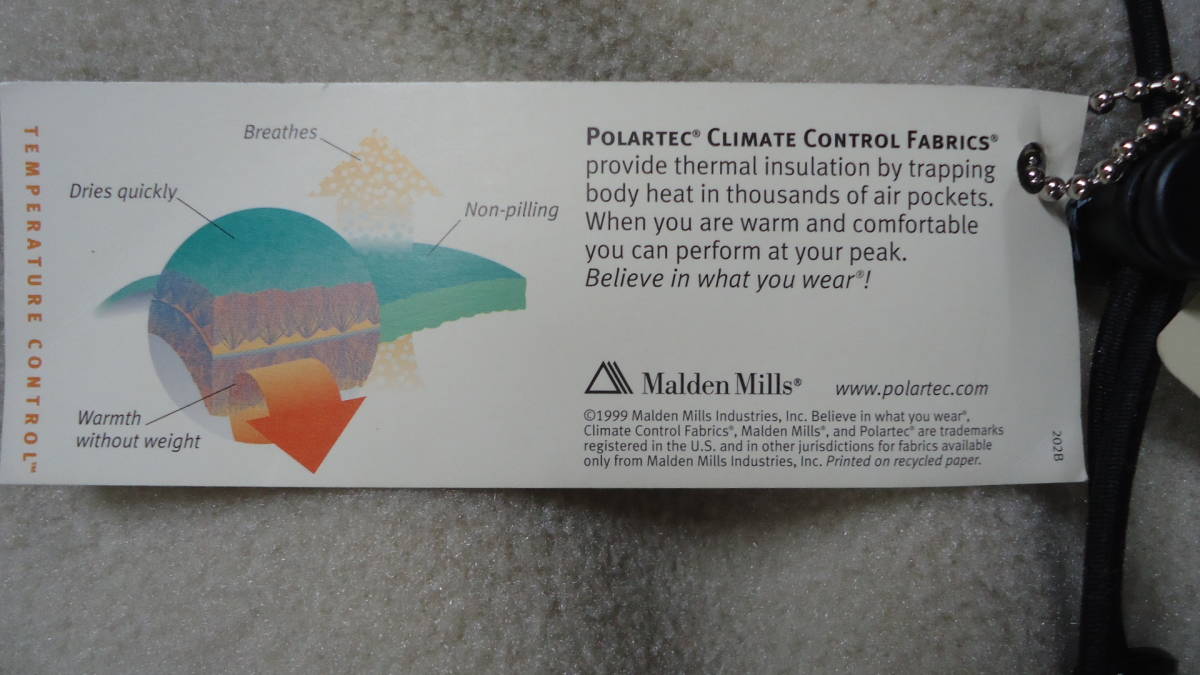 TEMPERATURE CONTROL™
Breathes
Dries quickly
Non-pilling
Warmth
without weight
POLARTEC® CLIMATE CONTROL FABRICS®
provide thermal insulation by trapping
body heat in thousands of air pockets.
When you are warm and comfortable
you can perform at your peak.
Believe in what you wear®!
Malden Mills® www.polartec.com
©1999 Malden Mills Industries, Inc. Believe in what you wear®,
Climate Control Fabrics®, Malden Mills®, and Polartec® are trademarks
registered in the U.S. and in other jurisdictions for fabrics available
only from Malden Mills Industries, Inc. Printed on recycled paper.
202B